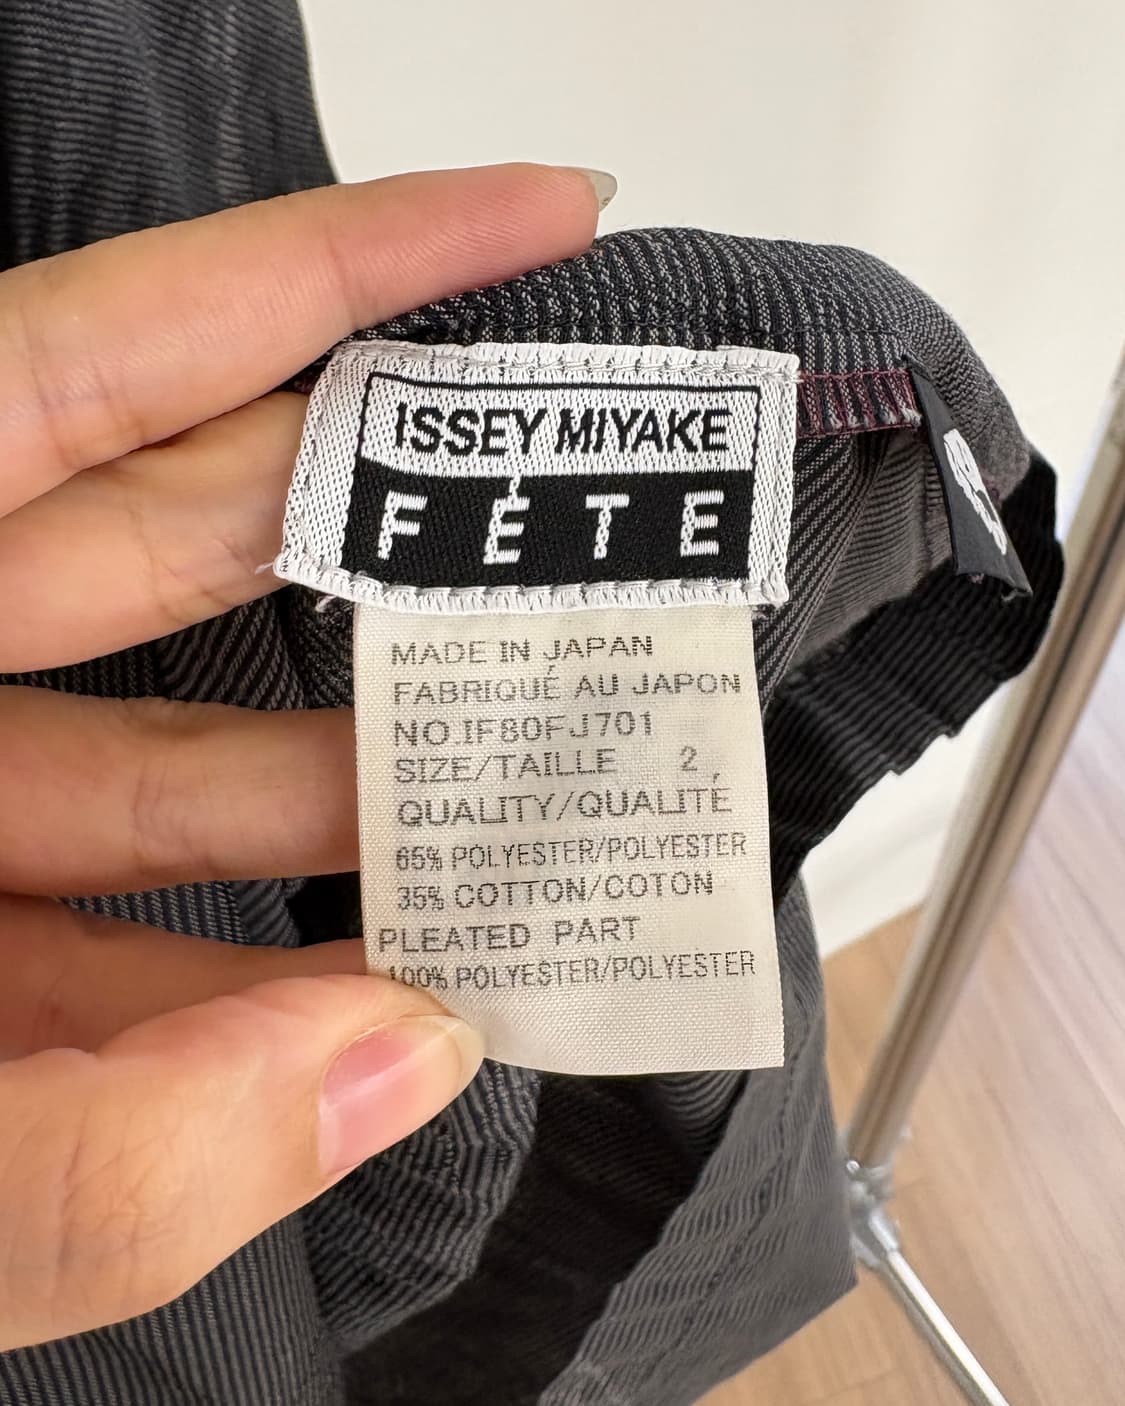 ISSEY MIYAKE
FÊTE
MADE IN JAPAN
FABRIQUÉ AU JAPON
NO.IF80FJ701
SIZE/TAILLE 2
QUALITY/QUALITÉ
65% POLYESTER/POLYESTER
35% COTTON/COTON
PLEATED PART
100% POLYESTER/POLYESTER